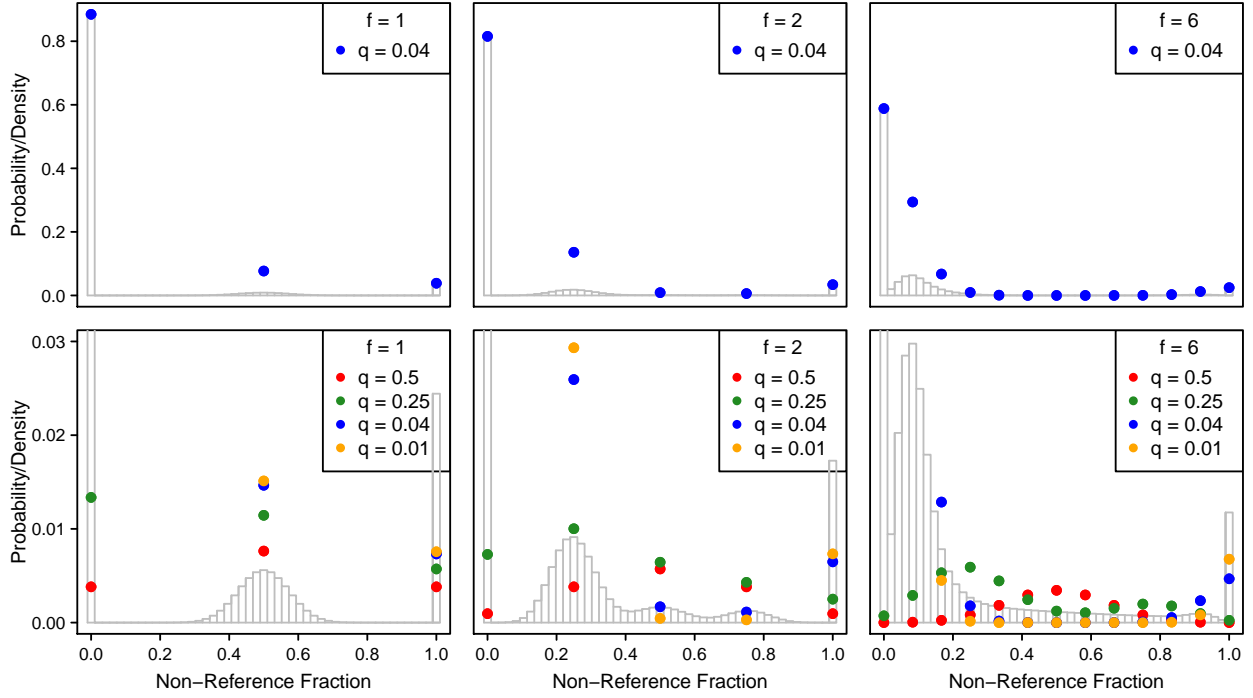 f = 1
q = 0.04
f = 2
q = 0.04
f = 6
q = 0.04
Probability/Density
0.8
0.6
0.4
0.2
0.0
f = 1
q = 0.5
q = 0.25
q = 0.04
q = 0.01
f = 2
q = 0.5
q = 0.25
q = 0.04
q = 0.01
f = 6
q = 0.5
q = 0.25
q = 0.04
q = 0.01
Probability/Density
0.03
0.02
0.01
0.00
0.0 0.2 0.4 0.6 0.8 1.0
0.0 0.2 0.4 0.6 0.8 1.0
0.0 0.2 0.4 0.6 0.8 1.0
Non−Reference Fraction
Non−Reference Fraction
Non−Reference Fraction